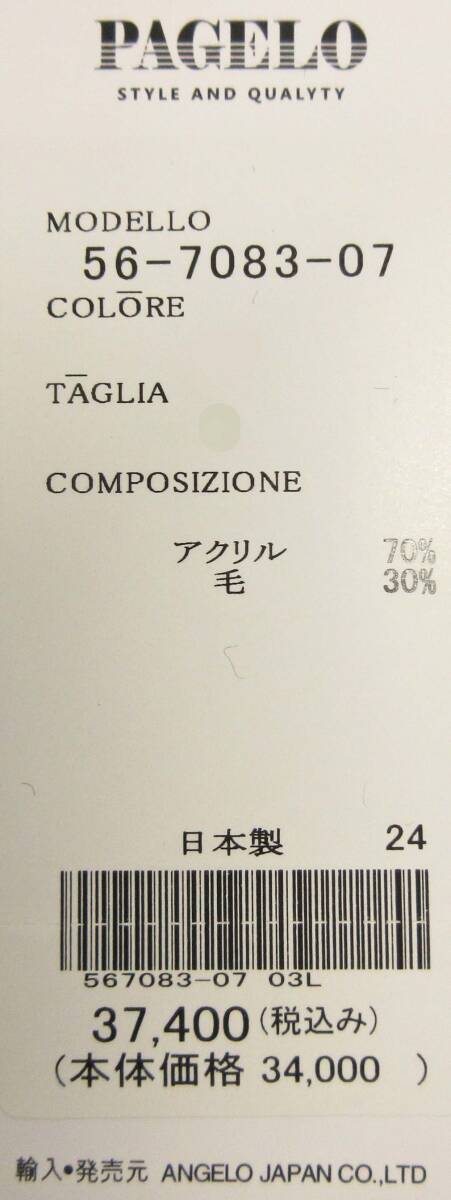 PAGELO
STYLE AND QUALYTY
MODELLO
56-7083-07
COLORE
TAGLIA
COMPOSIZIONE
アクリル 70%
毛 30%
日本製 24
567083-07 03L
37,400(税込み)
(本体価格 34,000 )
輸入•発売元 ANGELO JAPAN CO.,LTD